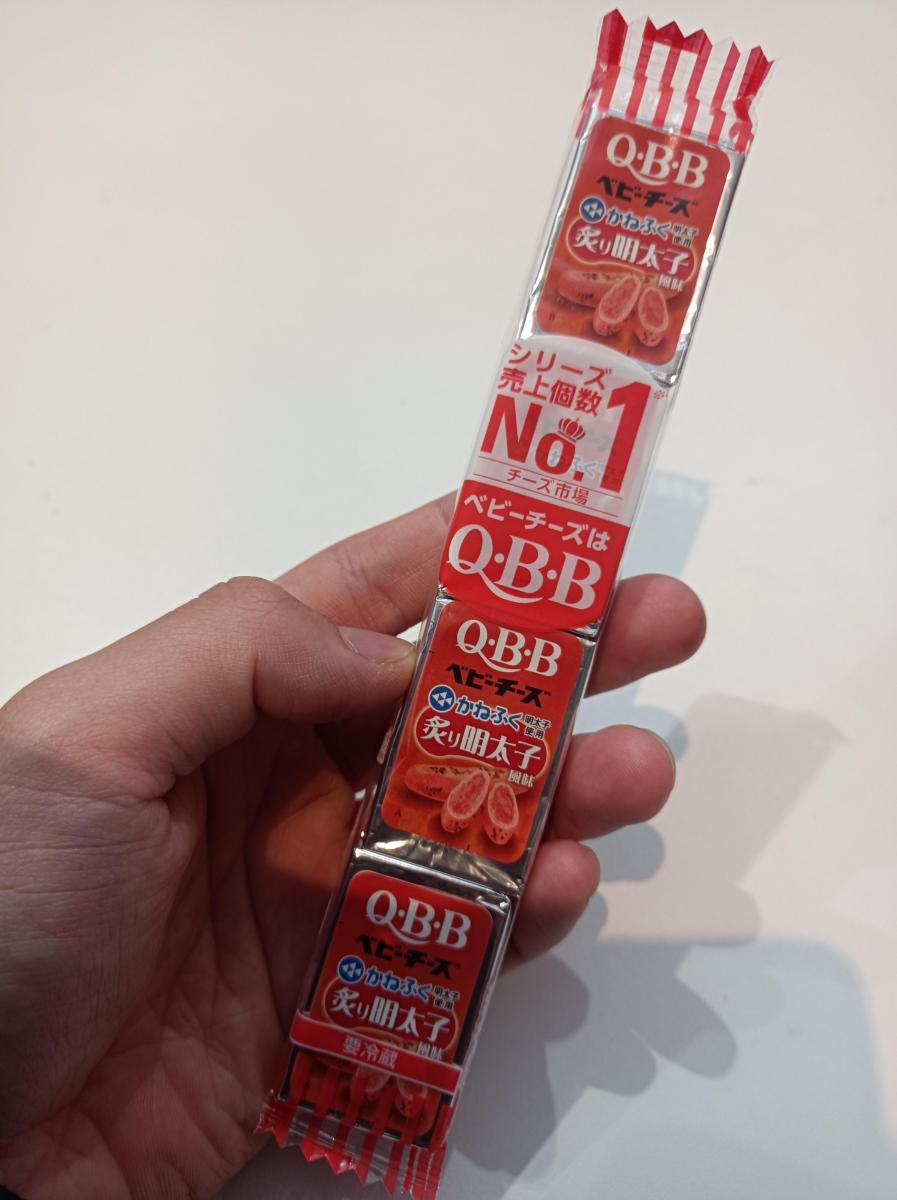 Q·B·B
ベビーチーズ
かねふく 明太子使用
炙り明太子
風味
B
シリーズ
売上個数
No.1※
チーズ市場
ベビーチーズは
Q·B·B
Q·B·B
ベビーチーズ
かねふく 明太子使用
炙り明太子
風味
A
Q·B·B
ベビーチーズ
かねふく 明太子使用
炙り明太子
風味
要冷蔵